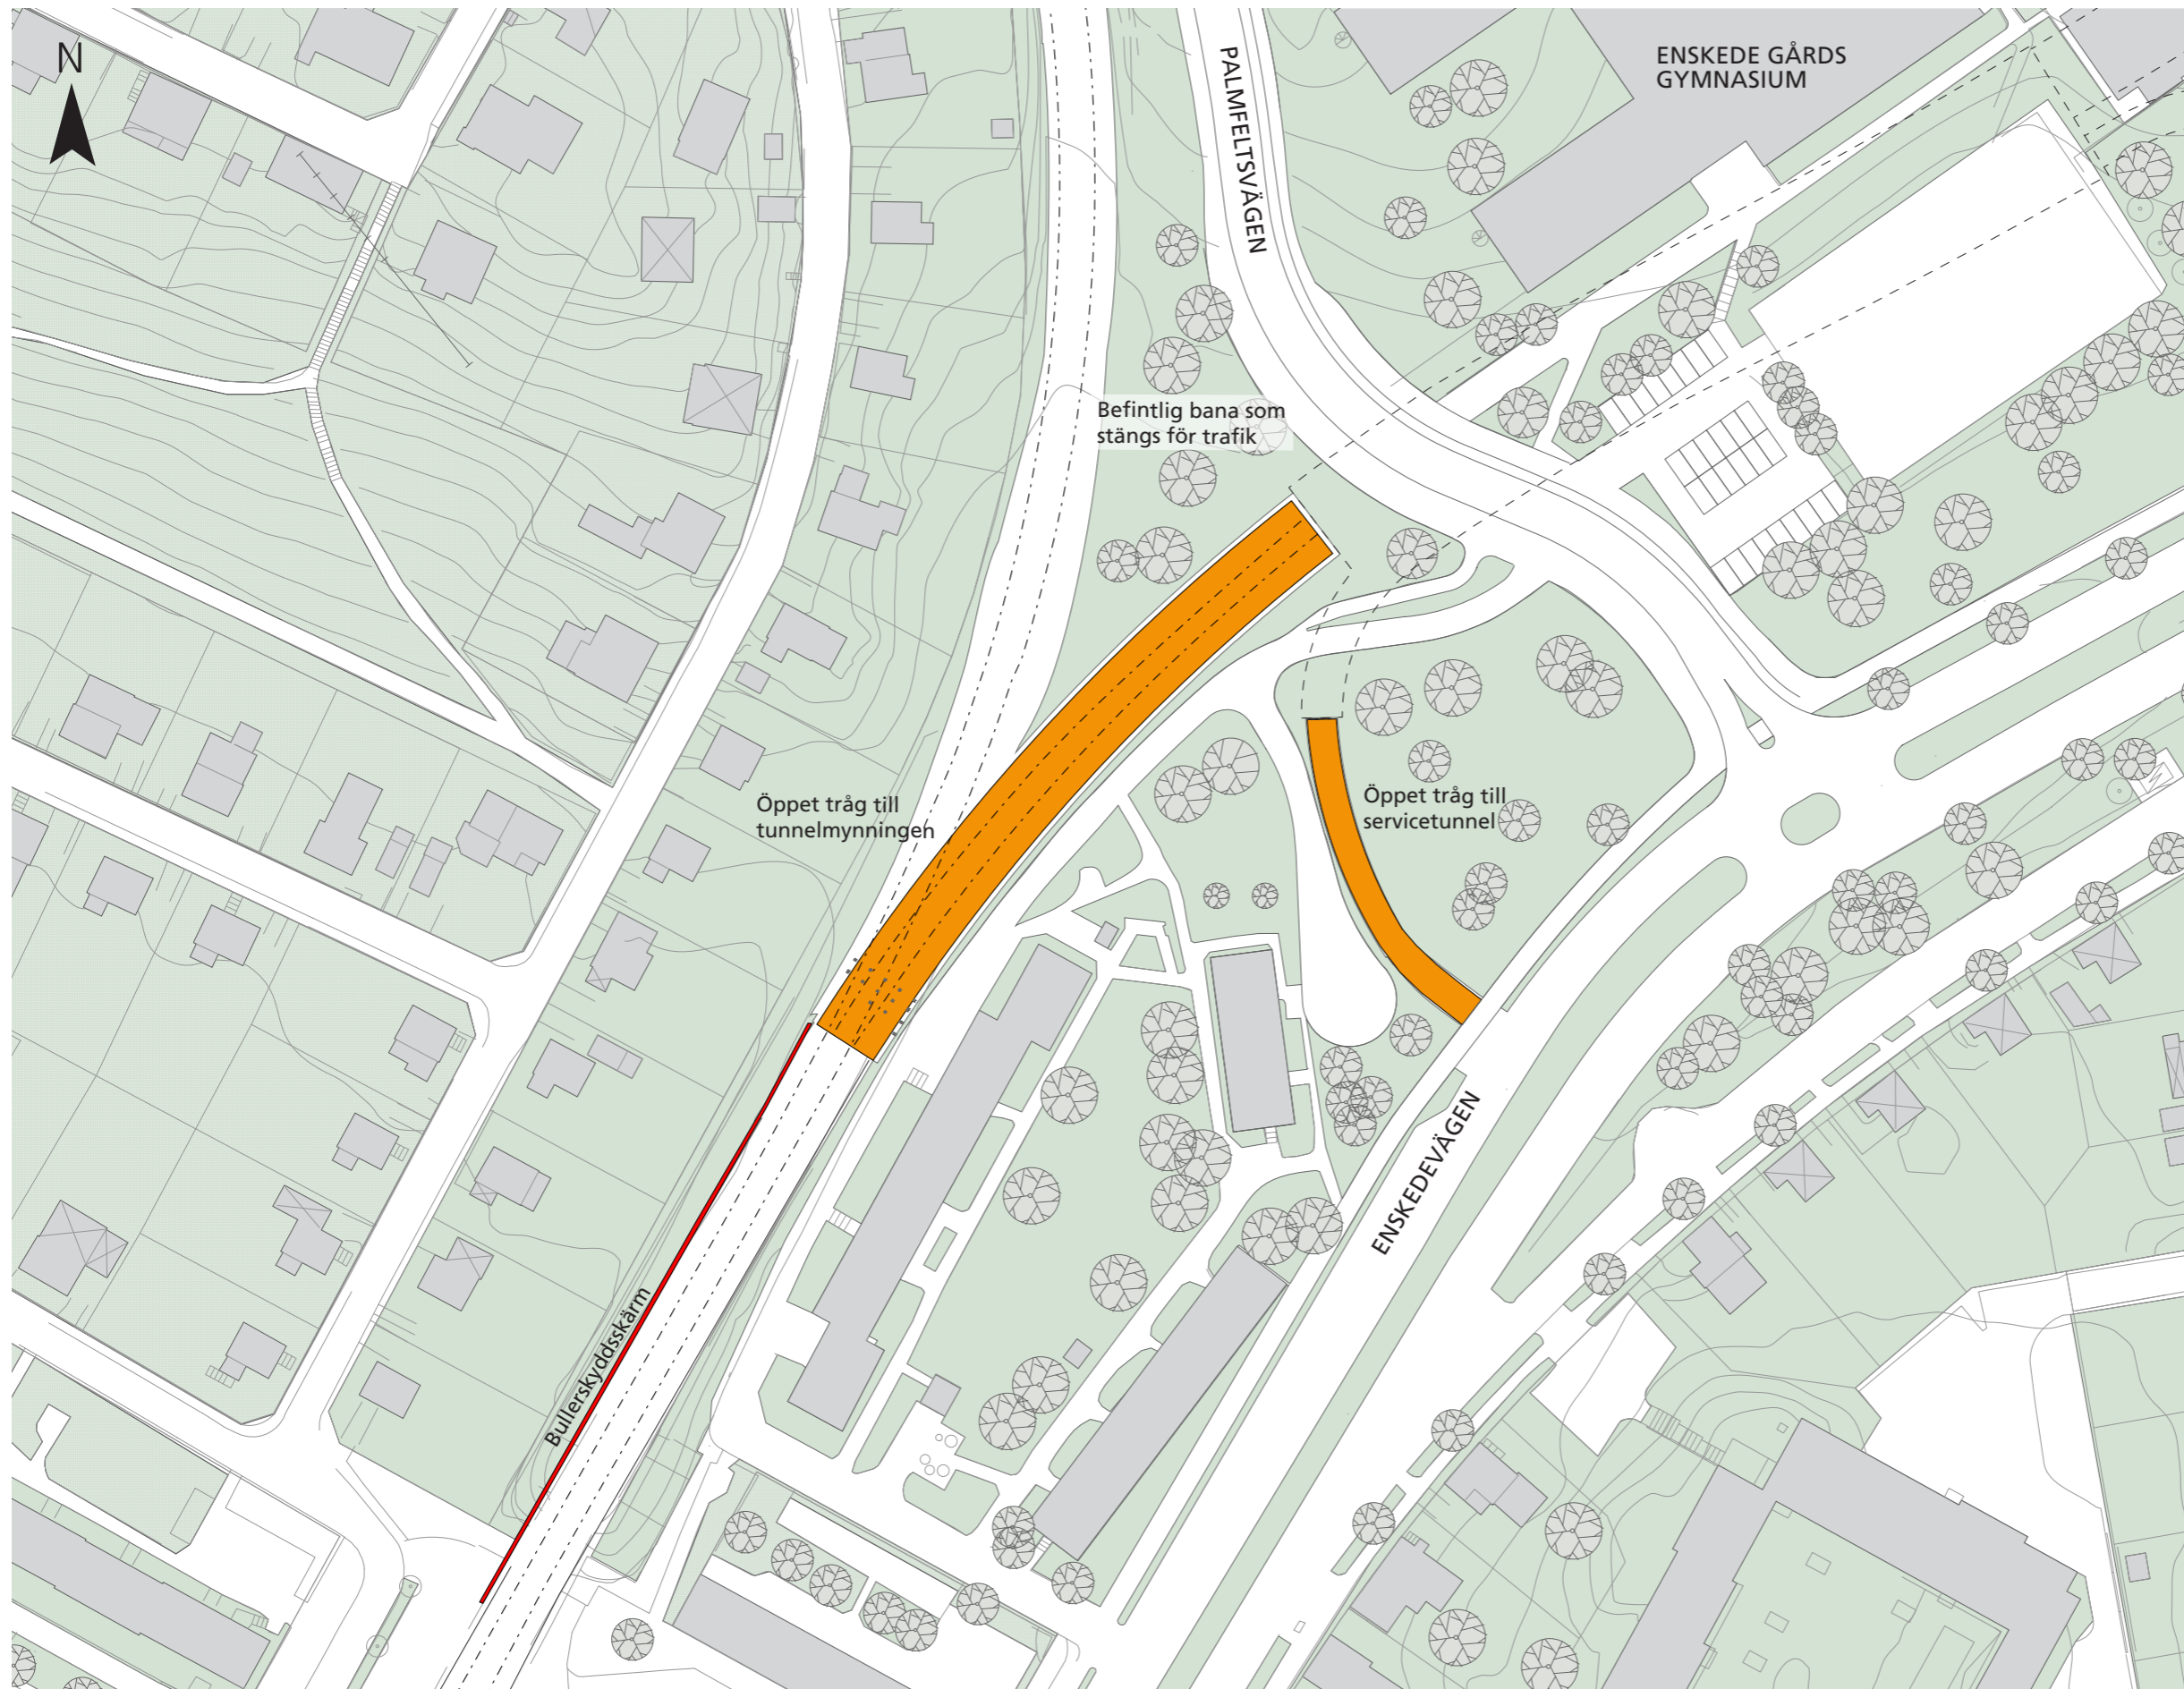 N
ENSKEDE GÅRDS
GYMNASIUM
PALMFELTSVÄGEN
Befintlig bana som
stängs för trafik
Öppet tråg till
tunnelmynningen
Öppet tråg till
servicetunnel
ENSKEDEVÄGEN
Bullerskyddsskärm